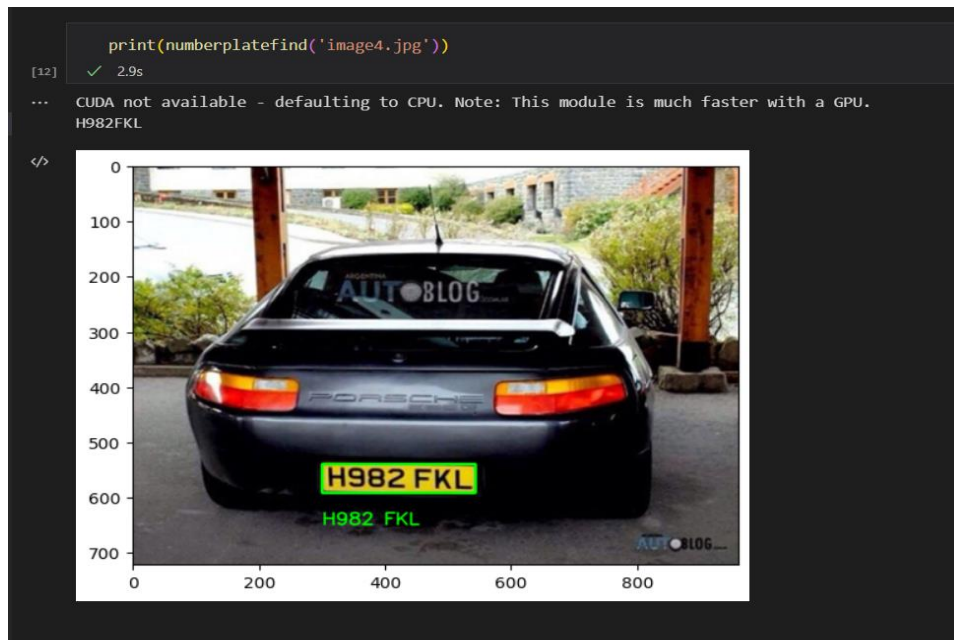 print(numberplatefind('image4.jpg'))
[12]
2.9s
...
CUDA not available - defaulting to CPU. Note: This module is much faster with a GPU.
H982FKL
</>
0
100
200
300
400
500
600
700
ARGENTINA
AUTOBLOG
PORSCHE
H982 FKL
H982 FKL
AUTOBLOG
0
200
400
600
800